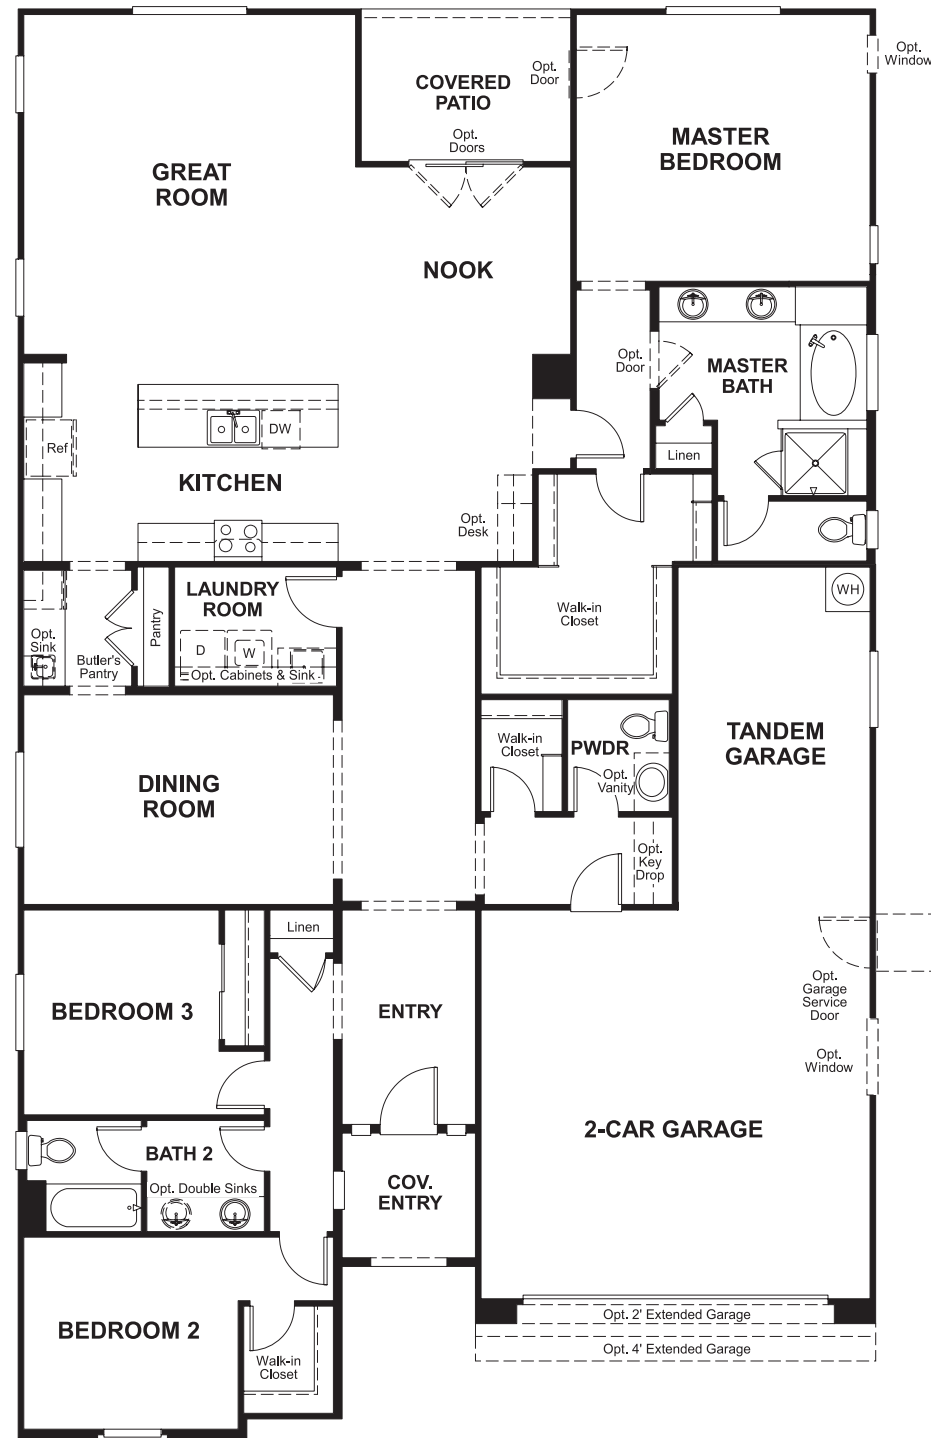 Opt.
Window
Opt.
Door
COVERED
PATIO
Opt.
Doors
MASTER
BEDROOM
GREAT
ROOM
NOOK
Opt.
Door
MASTER
BATH
DW
Ref
Linen
KITCHEN
Opt.
Desk
LAUNDRY
ROOM
WH
Walk-in
Closet
Pantry
Opt.
Sink
D
W
Butler's
Pantry
Opt. Cabinets & Sink
TANDEM
GARAGE
Walk-in
Closet
PWDR
Opt.
Vanity
DINING
ROOM
Opt.
Key
Drop
Linen
BEDROOM 3
ENTRY
Opt.
Garage
Service
Door
Opt.
Window
2-CAR GARAGE
BATH 2
Opt. Double Sinks
COV.
ENTRY
Opt. 2' Extended Garage
BEDROOM 2
Opt. 4' Extended Garage
Walk-in
Closet